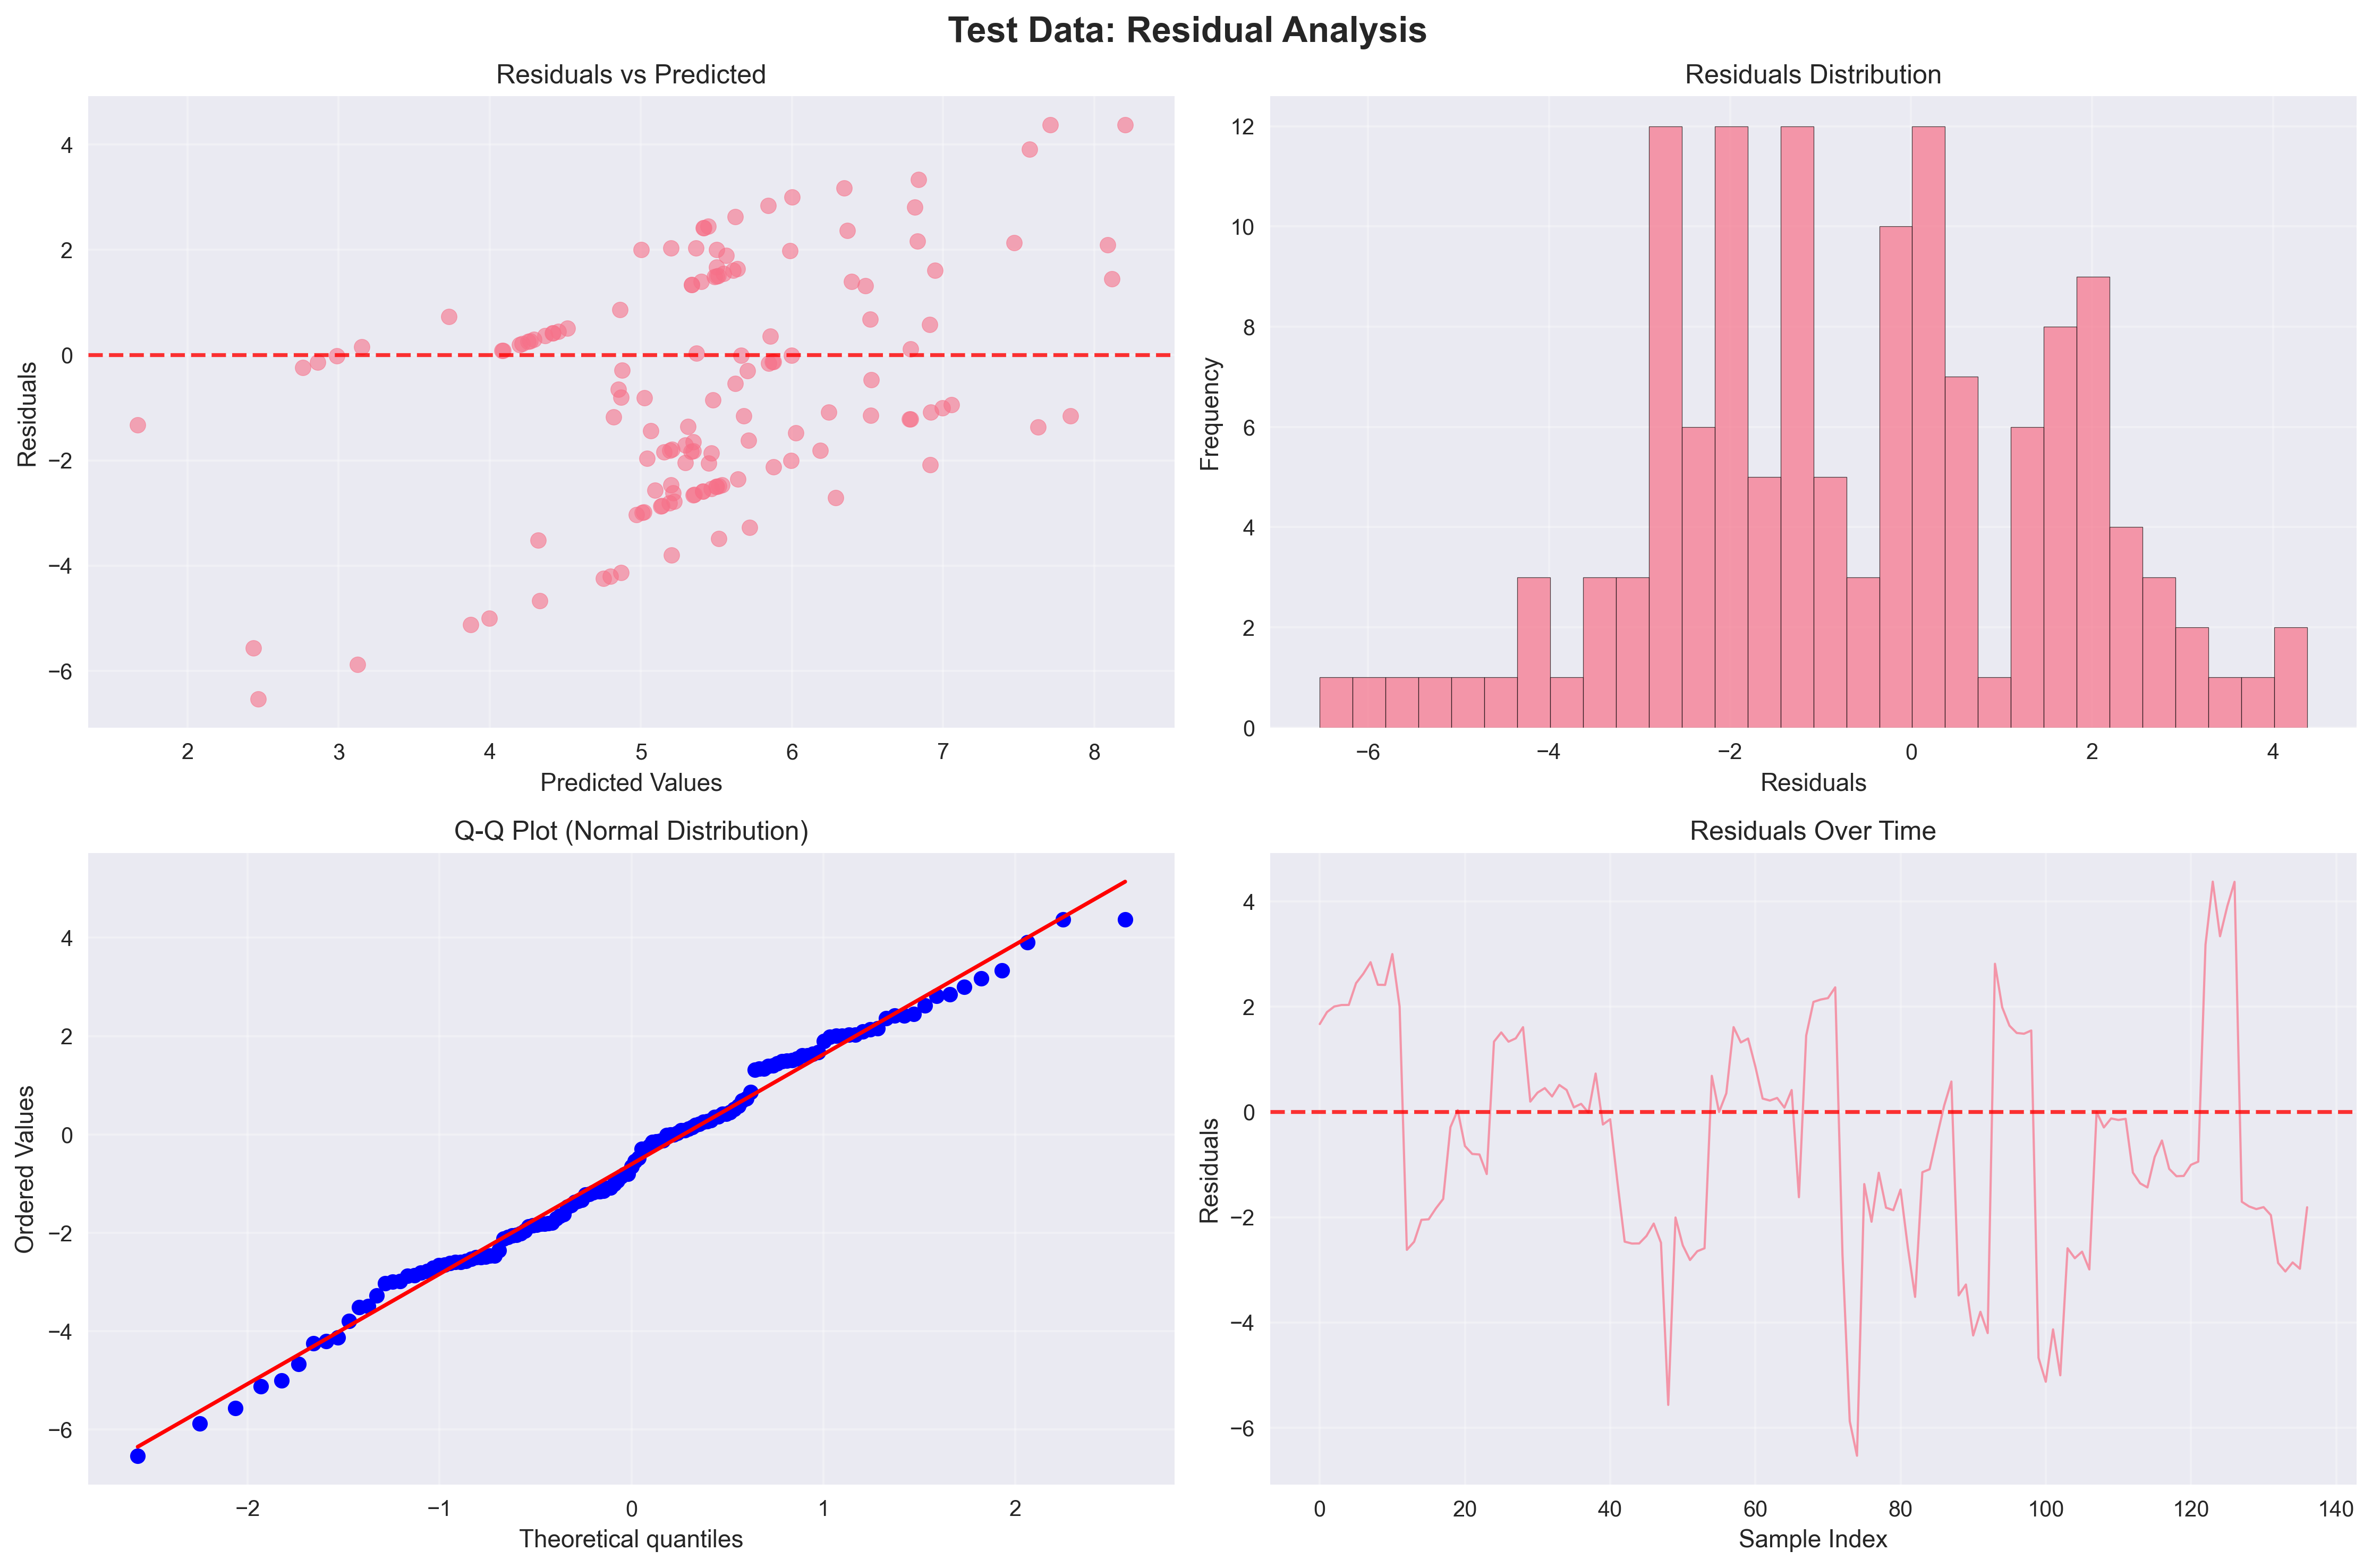 Test Data: Residual Analysis
Residuals vs Predicted
Residuals
4
2
0
−2
−4
−6
2 3 4 5 6 7 8
Predicted Values
Residuals Distribution
Frequency
12
10
8
6
4
2
0
−6 −4 −2 0 2 4
Residuals
Q-Q Plot (Normal Distribution)
Ordered Values
4
2
0
−2
−4
−6
−2 −1 0 1 2
Theoretical quantiles
Residuals Over Time
Residuals
4
2
0
−2
−4
−6
0 20 40 60 80 100 120 140
Sample Index